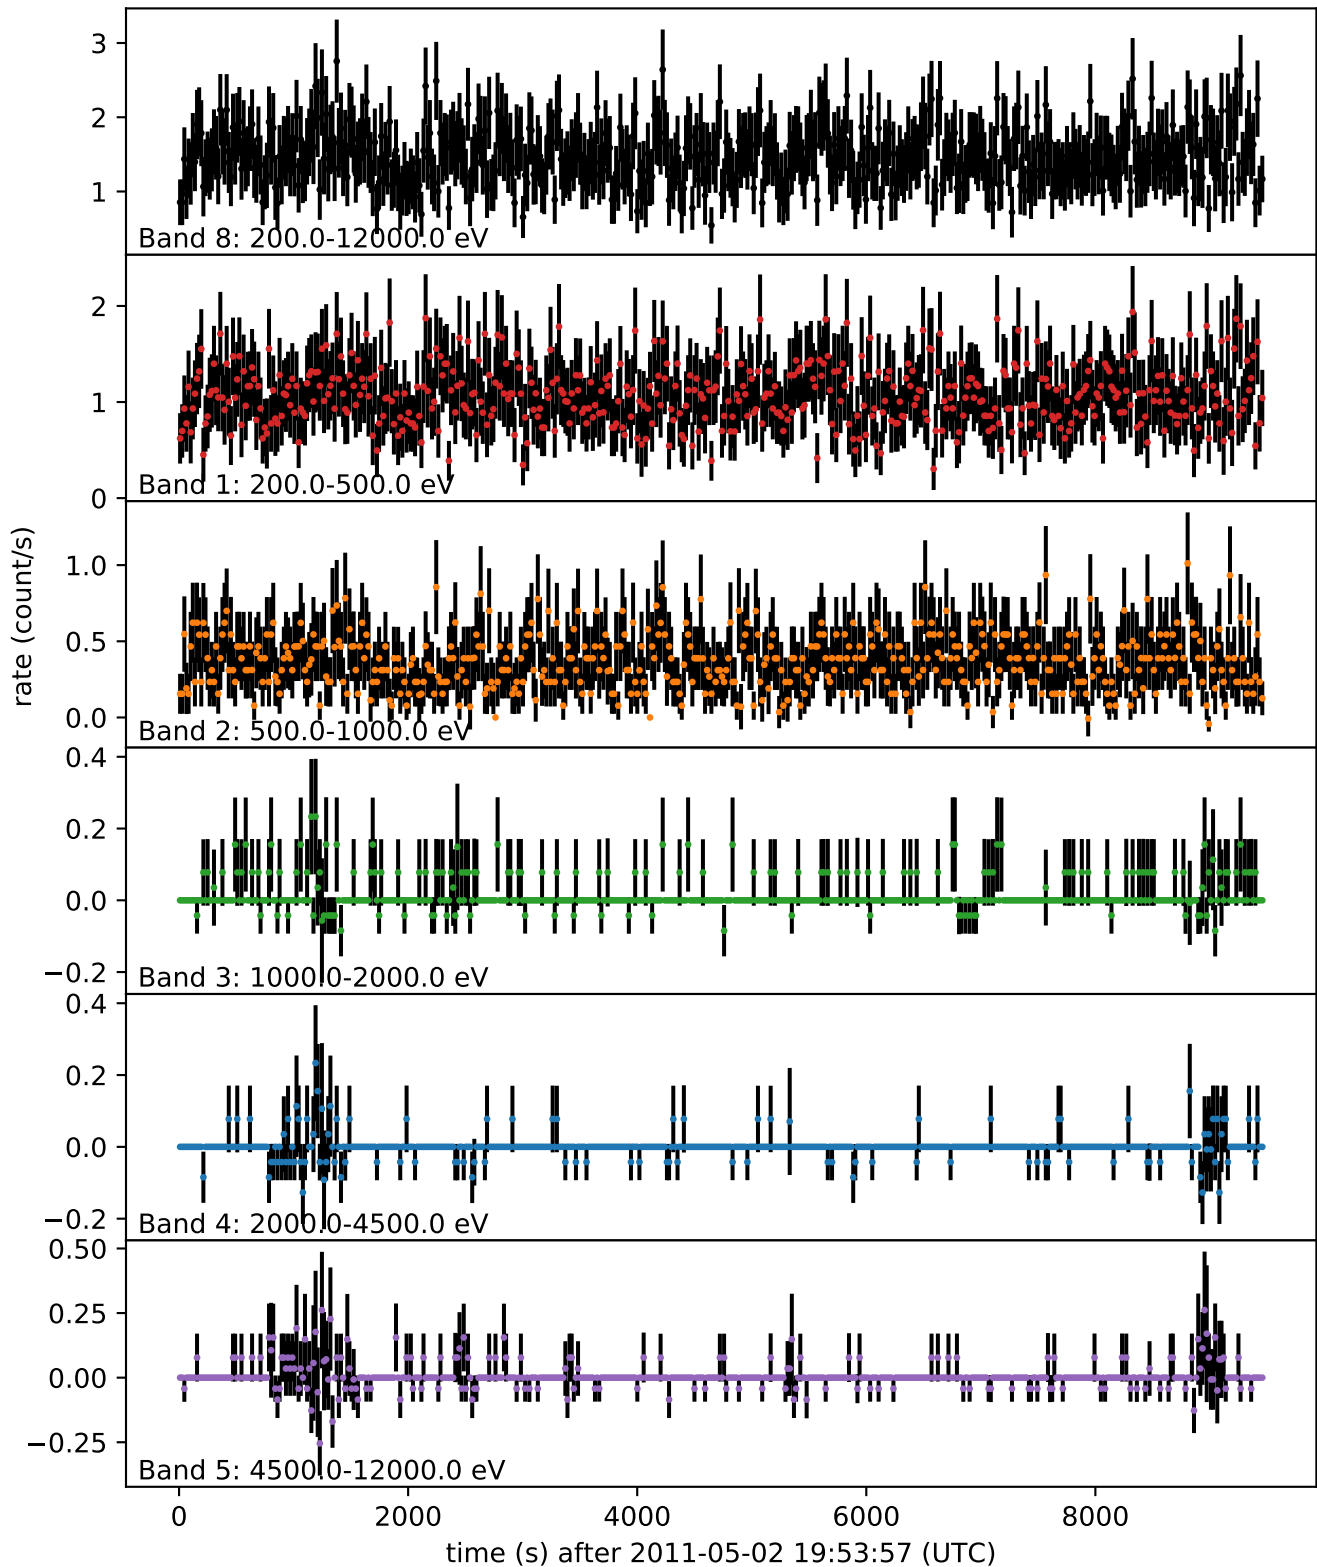 3
2
1
Band 8: 200.0-12000.0 eV
2
1
0
Band 1: 200.0-500.0 eV
rate (count/s)
1.0
0.5
0.0
Band 2: 500.0-1000.0 eV
0.4
0.2
0.0
−0.2
Band 3: 1000.0-2000.0 eV
0.4
0.2
0.0
−0.2
Band 4: 2000.0-4500.0 eV
0.50
0.25
0.00
−0.25
Band 5: 4500.0-12000.0 eV
0 2000 4000 6000 8000
time (s) after 2011-05-02 19:53:57 (UTC)